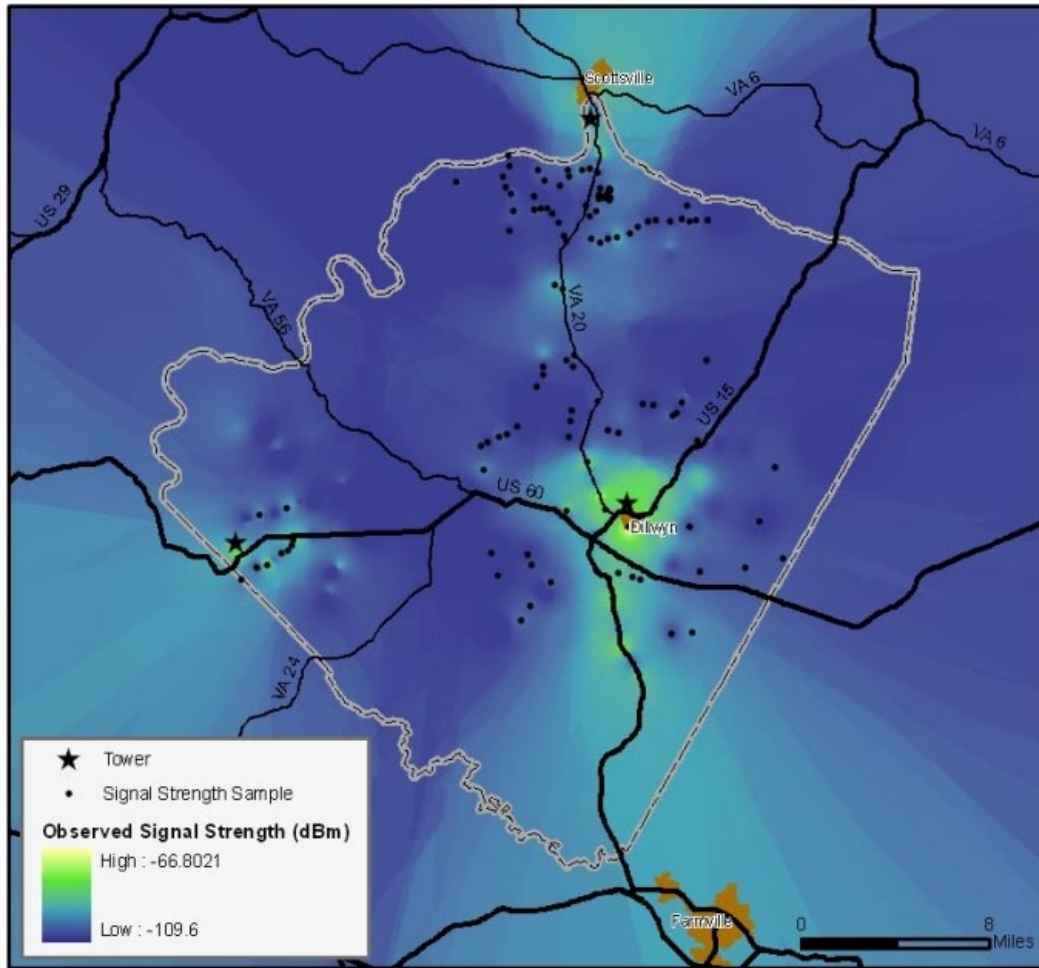 Scottsville
VA 6
VA 6
US 29
VA 56
VA 20
US 15
US 60
Dillwyn
VA 24
Tower
Signal Strength Sample
Observed Signal Strength (dBm)
High : -66.8021
Low : -109.6
Farmville
0 8
Miles